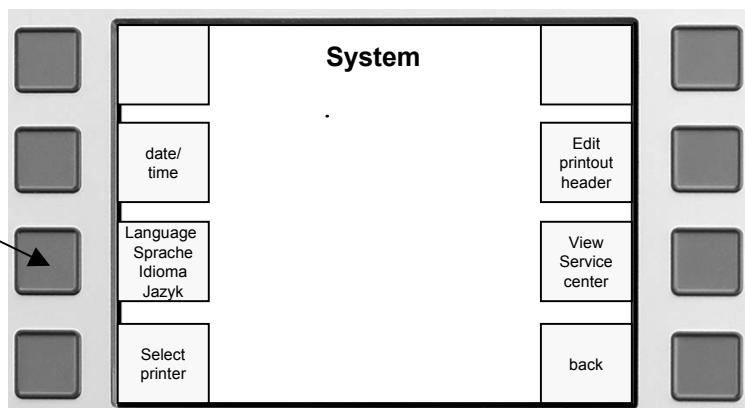 System
date/
time
Language
Sprache
Idioma
Jazyk
Select
printer
Edit
printout
header
View
Service
center
back